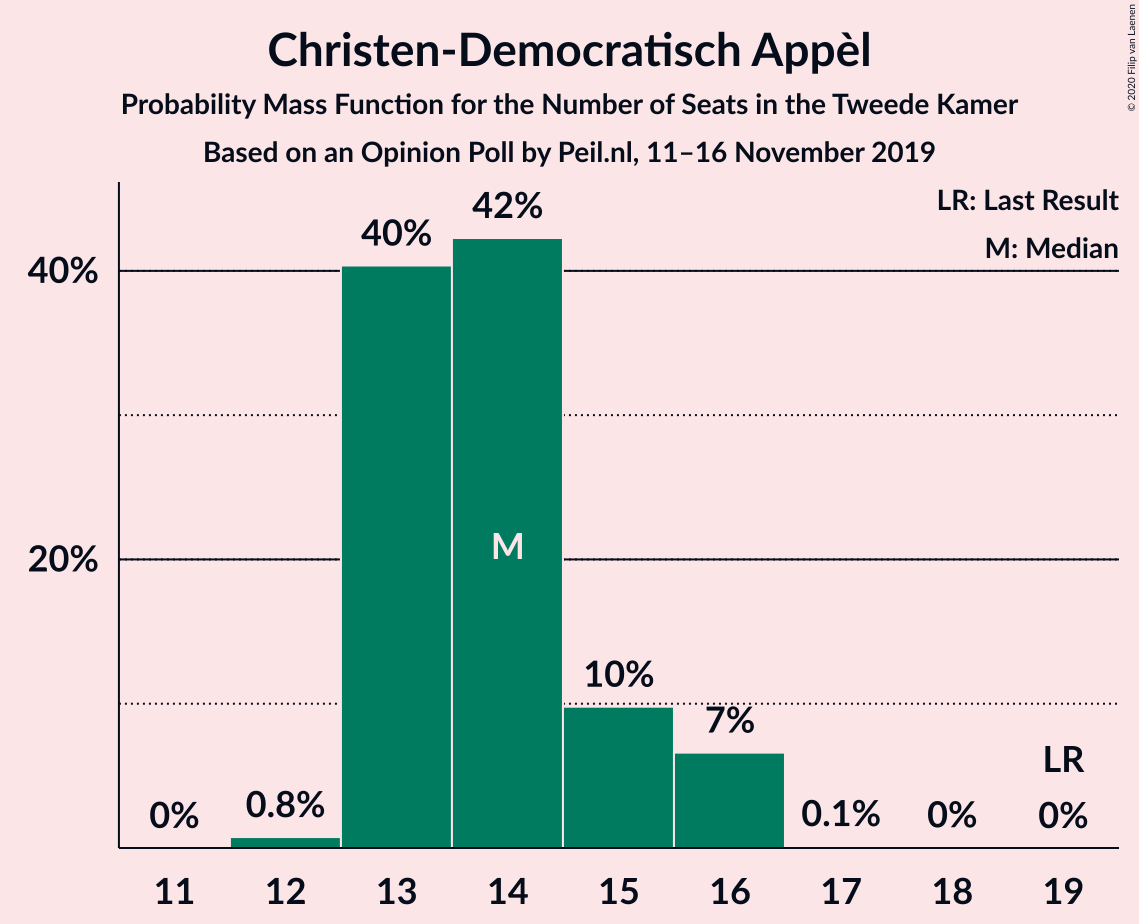 Christen-Democratisch Appèl
Probability Mass Function for the Number of Seats in the Tweede Kamer
Based on an Opinion Poll by Peil.nl, 11–16 November 2019
© 2020 Filip van Laenen
LR: Last Result
M: Median
40%
20%
0%
0.8%
40%
42%
M
10%
7%
0.1%
0%
LR
0%
11 12 13 14 15 16 17 18 19